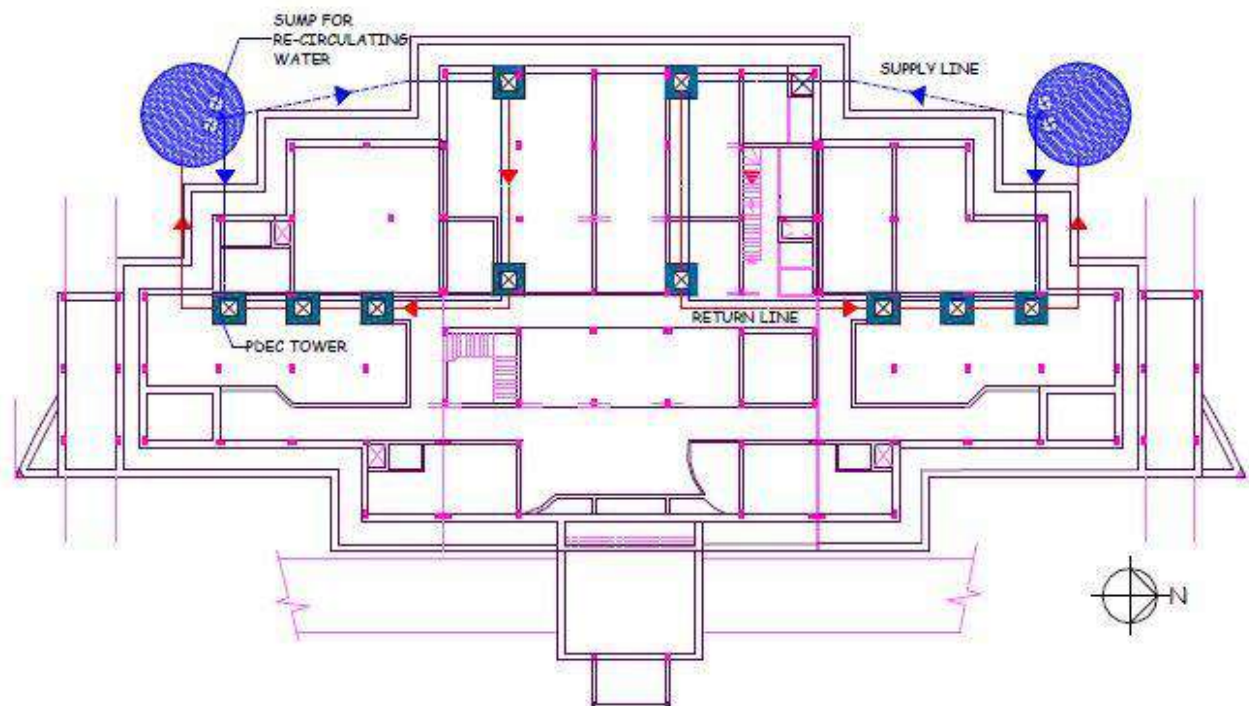 SUMP FOR
RE-CIRCULATING
WATER
SUPPLY LINE
RETURN LINE
PDEC TOWER
N